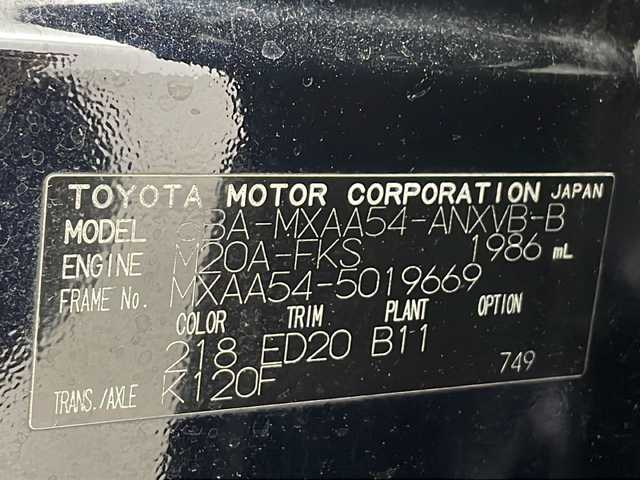 TOYOTA MOTOR CORPORATION JAPAN
MODEL 6BA-MXAA54-ANXVB-B
ENGINE M20A-FKS 1986 mL
FRAME No. MXAA54-5019669
COLOR TRIM PLANT OPTION
218 ED20 B11
TRANS./AXLE K120F 749